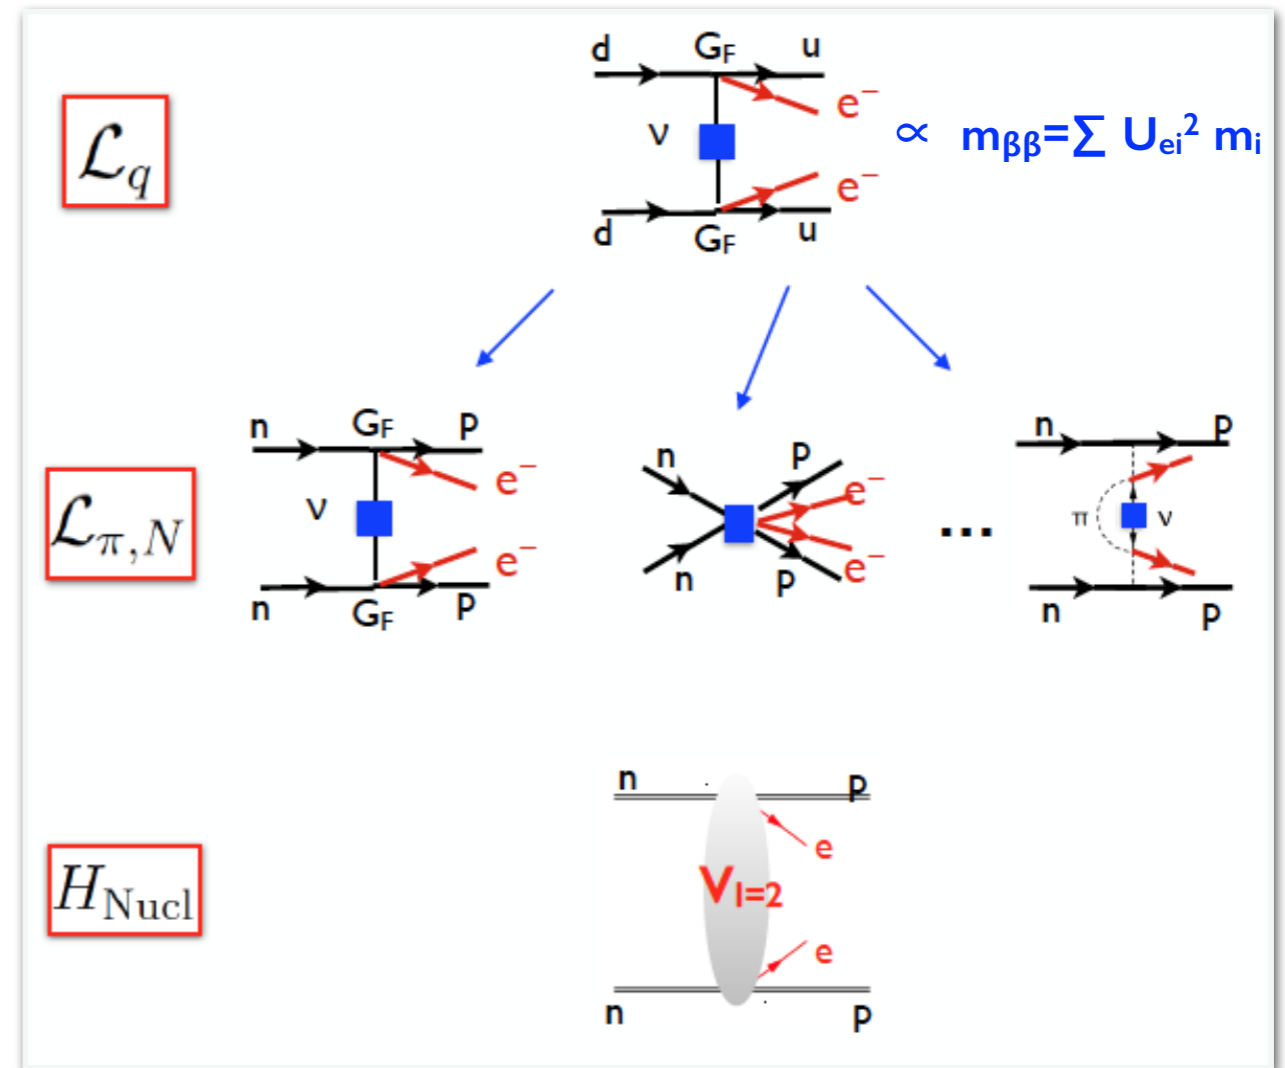 d G_F u
ℒ_q
e⁻
ν ∝ m_ββ=∑ U_ei² m_i
e⁻
d G_F u
n G_F p
n p
n p
e⁻
e⁻
ℒ_π,N
ν
...
π ν
e⁻
e⁻
n G_F p
n p
n p
n p
e
H_Nucl
V_I=2
e
n p